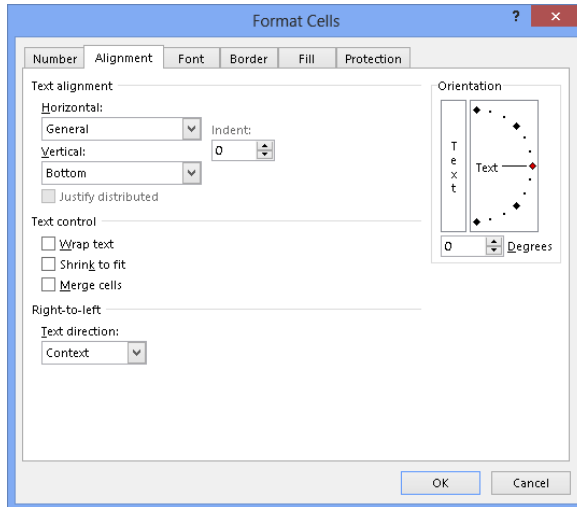 Format Cells
?
Number Alignment Font Border Fill Protection
Text alignment
Horizontal:
General
Indent:
0
Vertical:
Bottom
Justify distributed
Text control
Wrap text
Shrink to fit
Merge cells
Right-to-left
Text direction:
Context
Orientation
T
e
x
t
Text
0 Degrees
OK Cancel